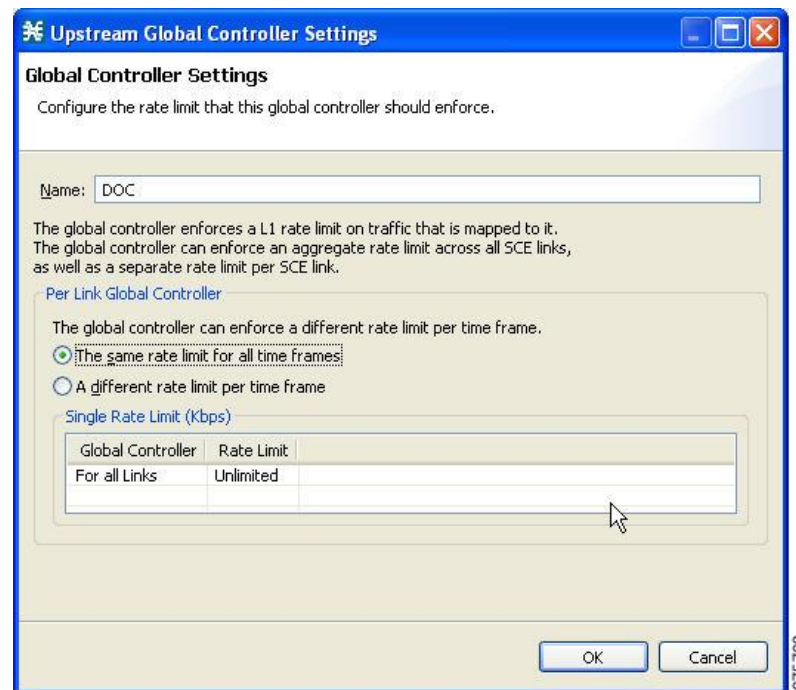 Upstream Global Controller Settings
Global Controller Settings
Configure the rate limit that this global controller should enforce.
Name: DOC
The global controller enforces a L1 rate limit on traffic that is mapped to it.
The global controller can enforce an aggregate rate limit across all SCE links,
as well as a separate rate limit per SCE link.
Per Link Global Controller
The global controller can enforce a different rate limit per time frame.
The same rate limit for all time frames
A different rate limit per time frame
Single Rate Limit (Kbps)
Global Controller Rate Limit
For all Links Unlimited
OK Cancel